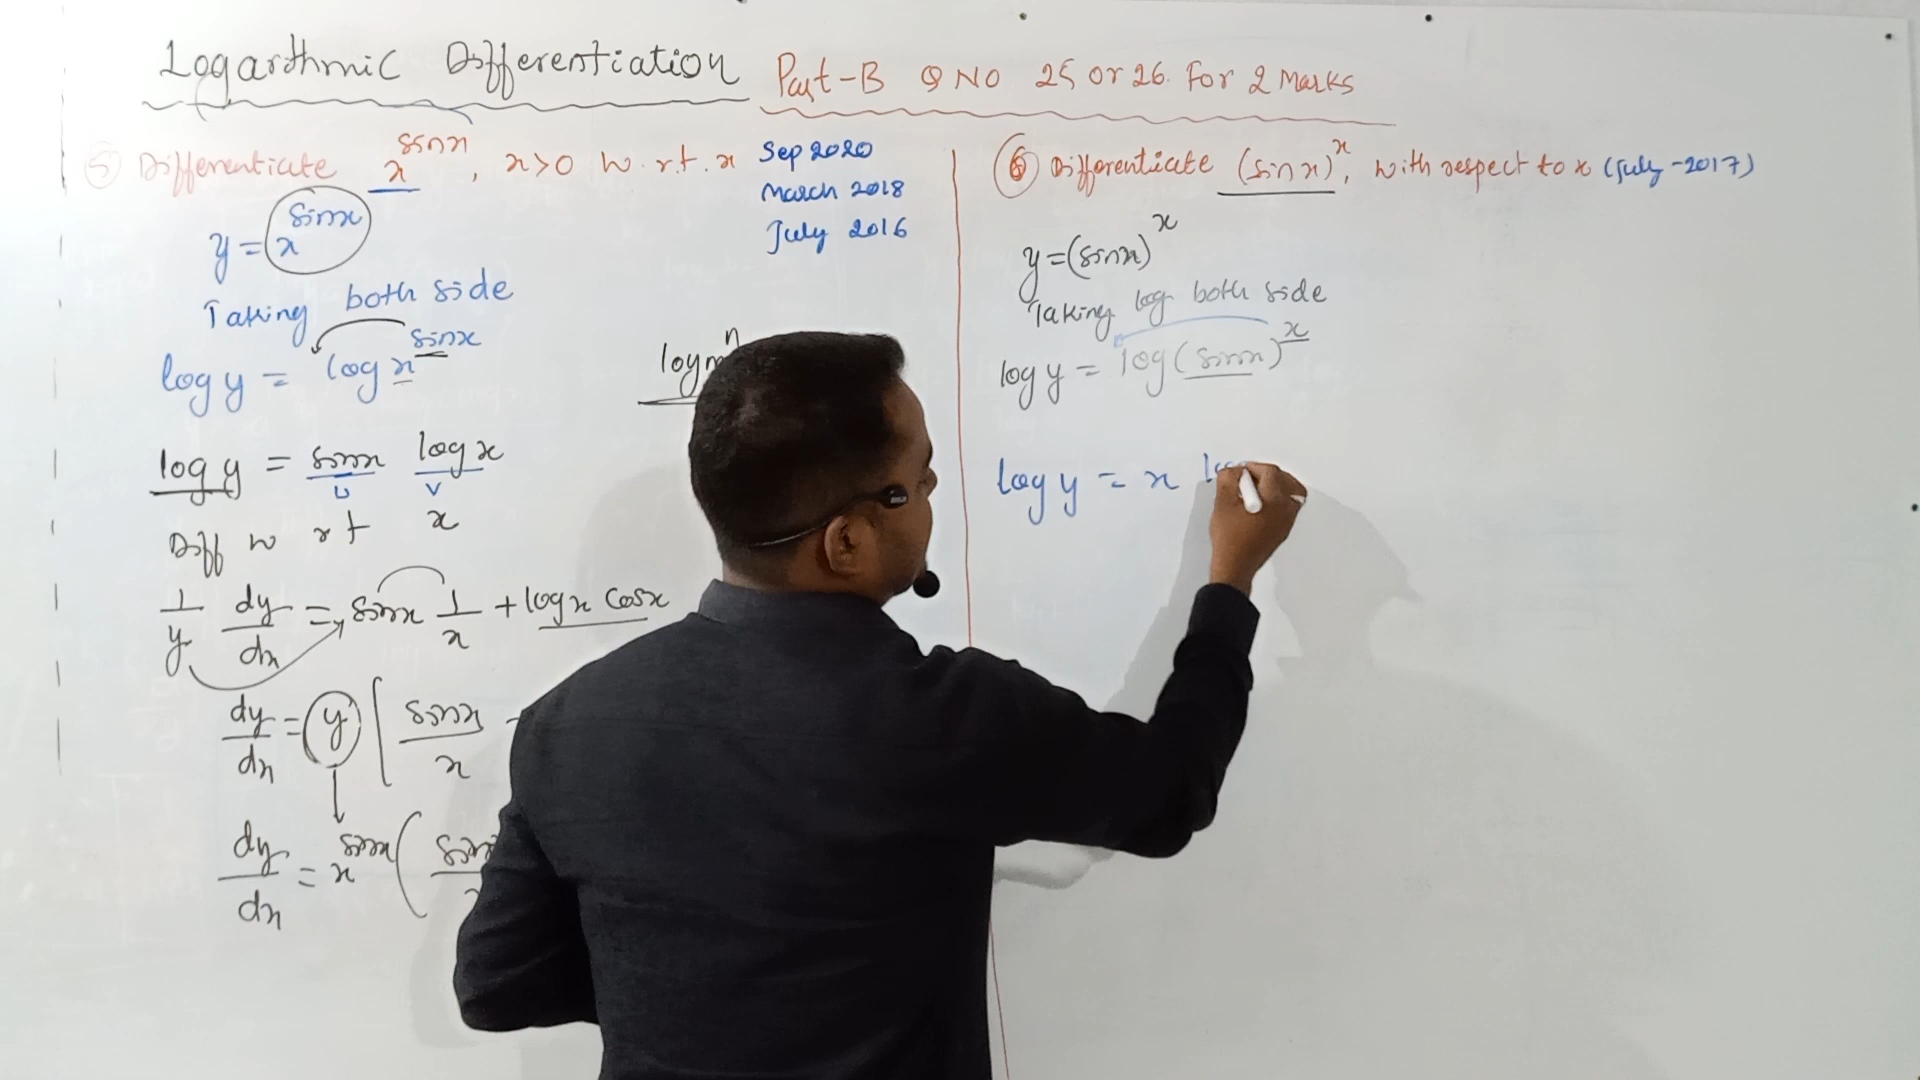 Logarithmic Differentiation Part-B Q NO 25 or 26. For 2 Marks
5 Differentiate x^sinx, x>0 w.r.t. x Sep 2020
March 2018
July 2016
y = x^sinx
Taking both side
log y = log x^sinx
log y = sinx log x
u v
Diff w r t x
1/y dy/dx = sinx 1/x + logx cosx
dy/dx = y [ sinx/x
dy/dx = x^sinx (
logm^n
6 Differentiate (sin x)^x, with respect to x (July-2017)
y = (sinx)^x
Taking log both side
log y = log (sinx)^x
log y = x